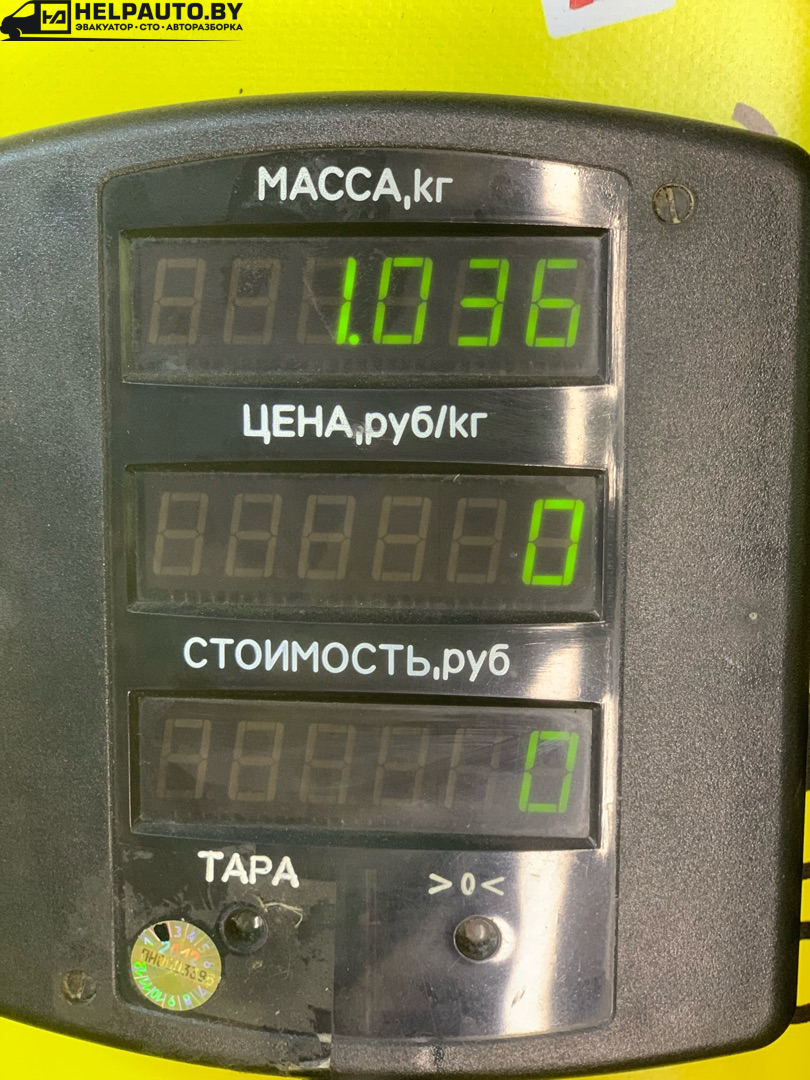 HELPAUTO.BY
ЭВАКУАТОР • СТО • АВТОРАЗБОРКА
МАССА,кг
1.036
ЦЕНА,руб/кг
0
СТОИМОСТЬ,руб
0
ТАРА
>0<